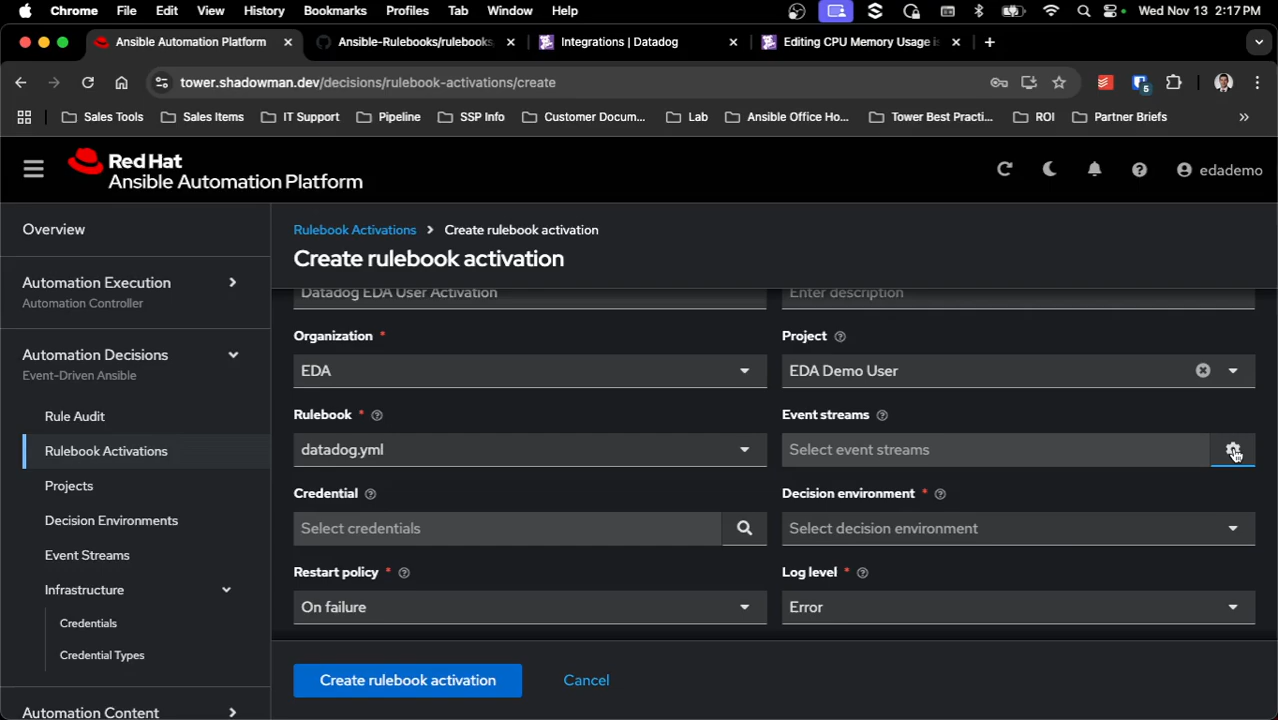 Chrome File Edit View History Bookmarks Profiles Tab Window Help Wed Nov 13 2:17 PM
Ansible Automation Platform Ansible-Rulebooks/rulebooks Integrations | Datadog Editing CPU Memory Usage is
tower.shadowman.dev/decisions/rulebook-activations/create 5
Sales Tools Sales Items IT Support Pipeline SSP Info Customer Docum... Lab Ansible Office Ho... Tower Best Practi... ROI Partner Briefs
Red Hat
Ansible Automation Platform
edademo
Overview
Automation Execution
Automation Controller
Automation Decisions
Event-Driven Ansible
Rule Audit
Rulebook Activations
Projects
Decision Environments
Event Streams
Infrastructure
Credentials
Credential Types
Automation Content
Rulebook Activations > Create rulebook activation
Create rulebook activation
Datadog EDA User Activation Enter description
Organization * Project
EDA EDA Demo User
Rulebook * Event streams
datadog.yml Select event streams
Credential Decision environment *
Select credentials Select decision environment
Restart policy * Log level *
On failure Error
Create rulebook activation Cancel